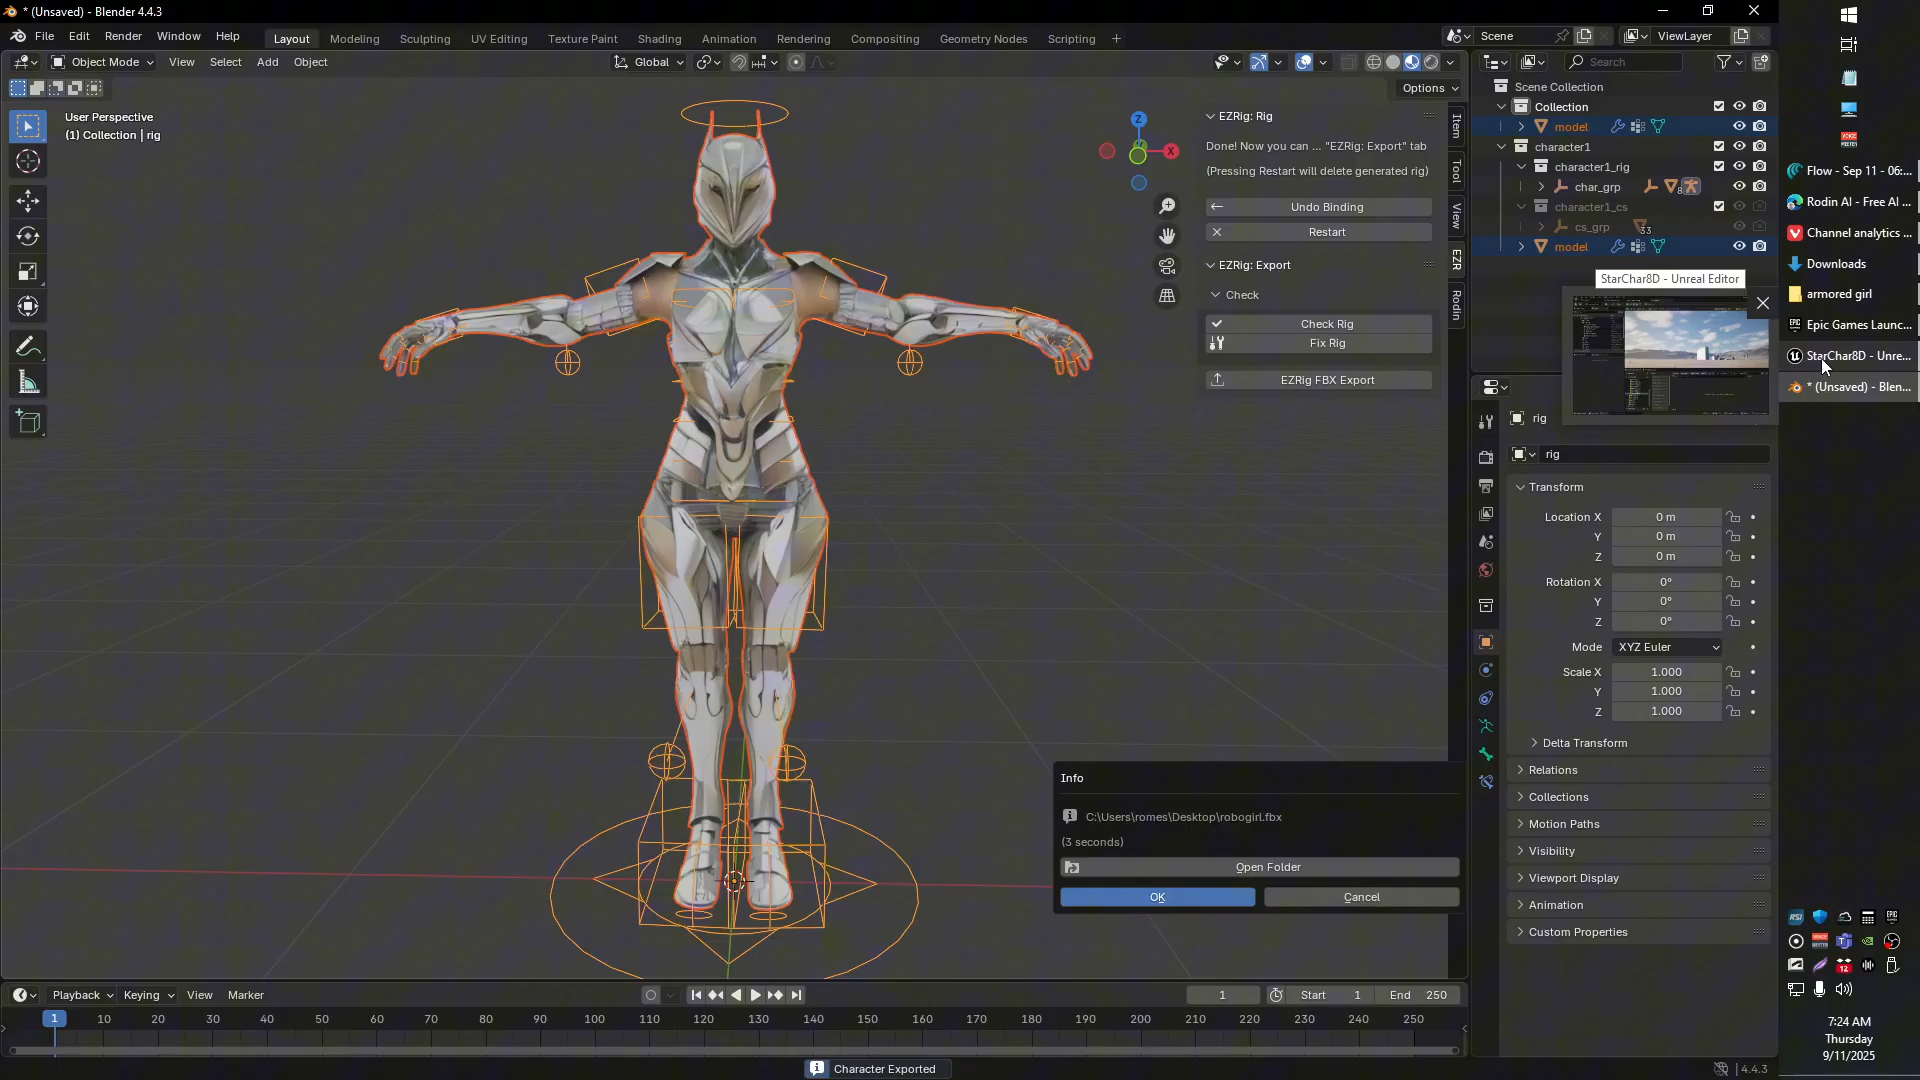 * (Unsaved) - Blender 4.4.3
File Edit Render Window Help
Layout Modeling Sculpting UV Editing Texture Paint Shading Animation Rendering Compositing Geometry Nodes Scripting +
Scene ViewLayer
Object Mode View Select Add Object
Global
Search
Options
User Perspective
(1) Collection | rig
Z
X
EZRig: Rig
Done! Now you can ... "EZRig: Export" tab
(Pressing Restart will delete generated rig)
Undo Binding
Restart
EZRig: Export
Check
Check Rig
Fix Rig
EZRig FBX Export
Item
Tool
View
EZR
Rodin
Scene Collection
Collection
model
character1
character1_rig
char_grp 8
character1_cs
cs_grp 33
model
StarChar8D - Unreal Editor
rig
rig
Transform
Location X 0 m
Y 0 m
Z 0 m
Rotation X 0°
Y 0°
Z 0°
Mode XYZ Euler
Scale X 1.000
Y 1.000
Z 1.000
Delta Transform
Relations
Collections
Motion Paths
Visibility
Viewport Display
Animation
Custom Properties
Info
C:\Users\romes\Desktop\robogirl.fbx
(3 seconds)
Open Folder
OK Cancel
Playback Keying View Marker
1 Start 1 End 250
1 10 20 30 40 50 60 70 80 90 100 110 120 130 140 150 160 170 180 190 200 210 220 230 240 250
Character Exported
4.4.3
Flow - Sep 11 - 06:...
Rodin AI - Free AI ...
Channel analytics ...
Downloads
armored girl
Epic Games Launc...
StarChar8D - Unre...
* (Unsaved) - Blen...
RSI
EPIC
12
7:24 AM
Thursday
9/11/2025